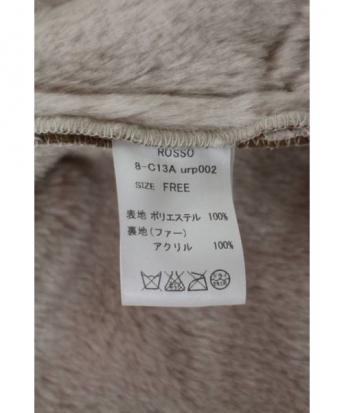 ROSSO
8-C13A urp002
SIZE FREE
表地 ポリエステル 100%
裏地(ファー)
アクリル 100%